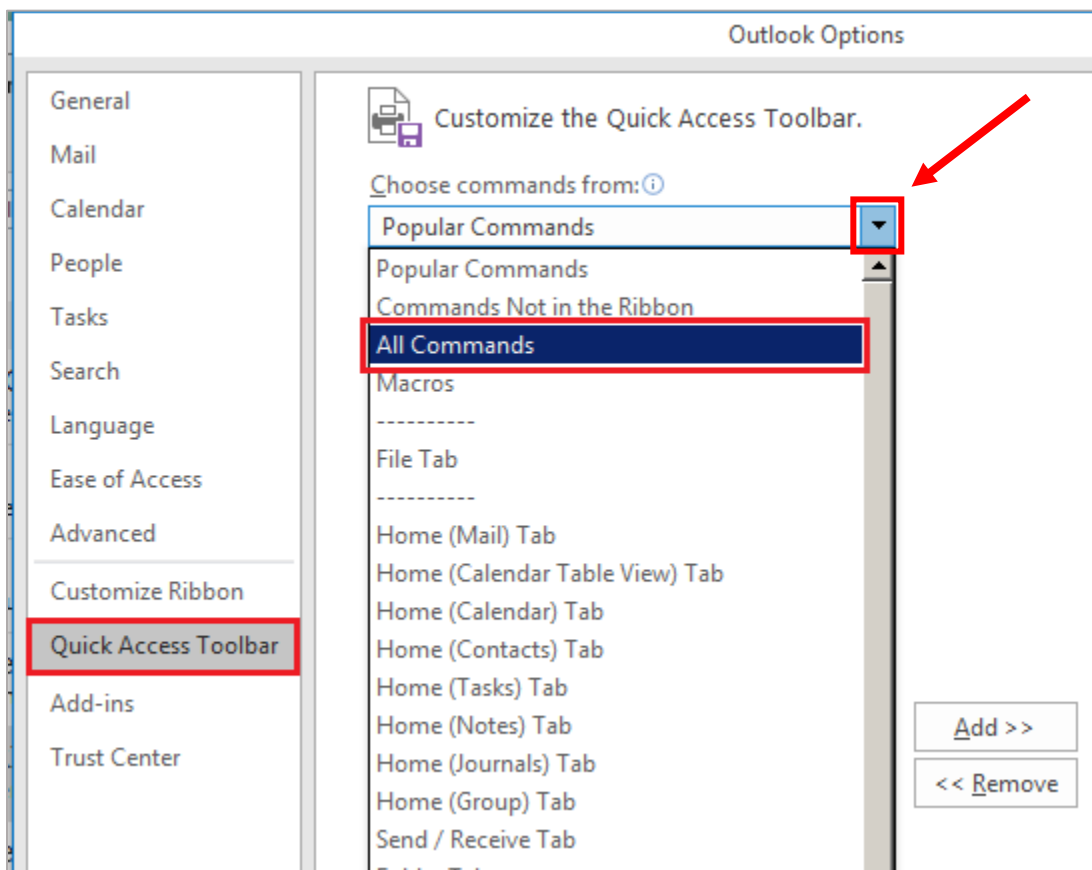 Outlook Options
General
Mail
Calendar
People
Tasks
Search
Language
Ease of Access
Advanced
Customize Ribbon
Quick Access Toolbar
Add-ins
Trust Center
Customize the Quick Access Toolbar.
Choose commands from:
Popular Commands
Popular Commands
Commands Not in the Ribbon
All Commands
Macros
----------
File Tab
----------
Home (Mail) Tab
Home (Calendar Table View) Tab
Home (Calendar) Tab
Home (Contacts) Tab
Home (Tasks) Tab
Home (Notes) Tab
Home (Journals) Tab
Home (Group) Tab
Send / Receive Tab
Add >>
<< Remove